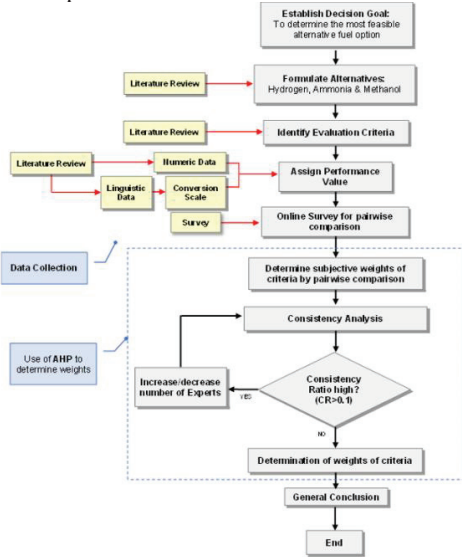 Establish Decision Goal:
To determine the most feasible
alternative fuel option
Formulate Alternatives:
Hydrogen, Ammonia & Methanol
Literature Review
Literature Review
Identify Evaluation Criteria
Literature Review
Numeric Data
Assign Performance
Value
Linguistic
Data
Conversion
Scale
Survey
Online Survey for pairwise
comparison
Data Collection
Determine subjective weights of
criteria by pairwise comparison
Consistency Analysis
Use of AHP to
determine weights
Increase/decrease
number of Experts
YES
Consistency
Ratio high?
(CR>0.1)
NO
Determination of weights of criteria
General Conclusion
End